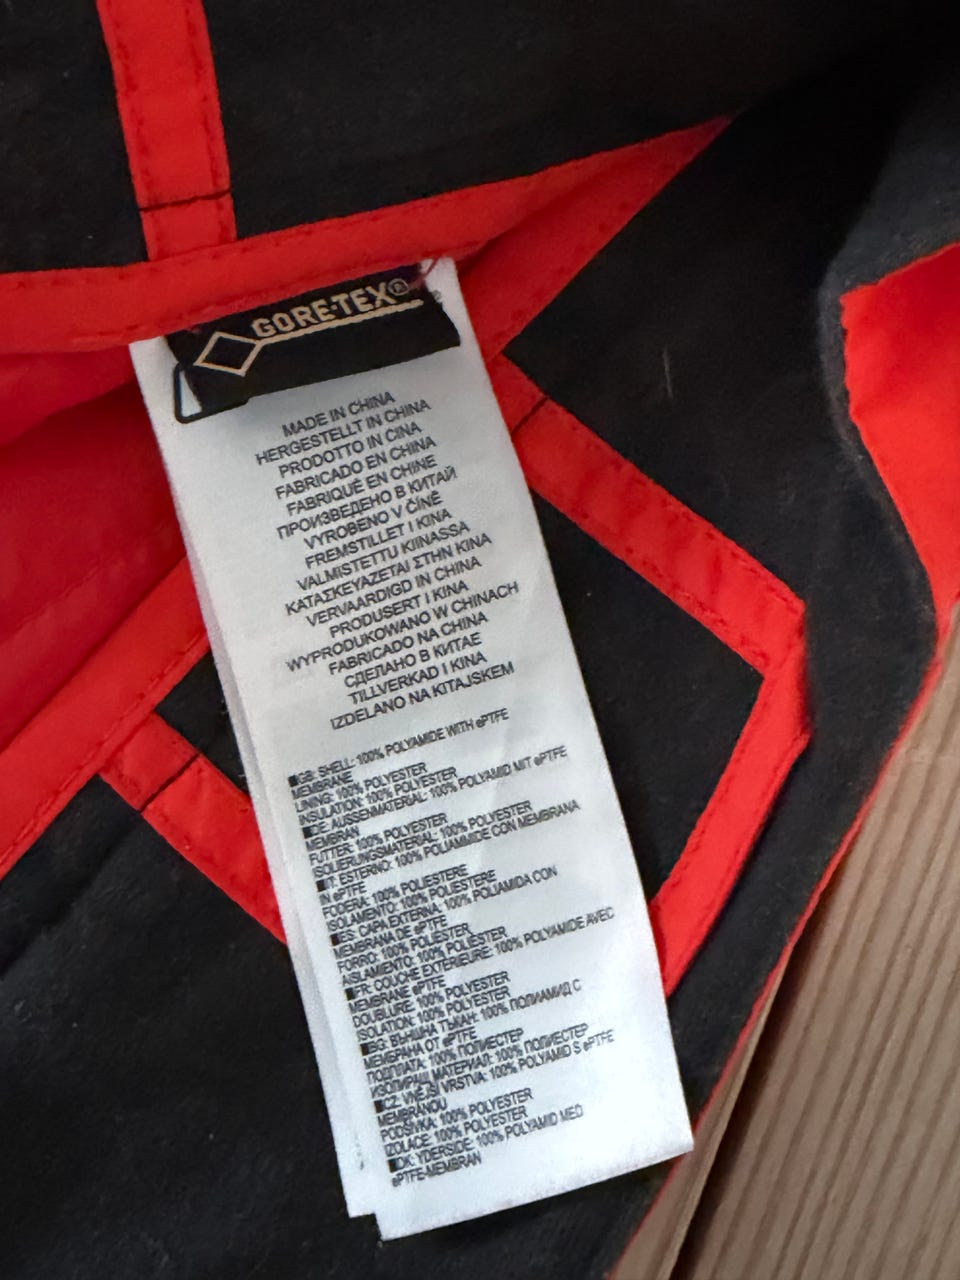 GORE-TEX®
MADE IN CHINA
HERGESTELLT IN CHINA
PRODOTTO IN CINA
FABRICADO EN CHINA
FABRIQUÉ EN CHINE
ПРОИЗВЕДЕНО В КИТАЙ
VYROBENO V ČÍNĚ
FREMSTILLET I KINA
VALMISTETTU KIINASSA
ΚΑΤΑΣΚΕΥΑΖΕΤΑΙ ΣΤΗΝ ΚΙΝΑ
VERVAARDIGD IN CHINA
PRODUSERT I KINA
WYPRODUKOWANO W CHINACH
FABRICADO NA CHINA
СДЕЛАНО В КИТАЕ
TILLVERKAD I KINA
IZDELANO NA KITAJSKEM
GB: SHELL: 100% POLYAMIDE WITH ePTFE
MEMBRANE
LINING: 100% POLYESTER
INSULATION: 100% POLYESTER
DE: AUSSENMATERIAL: 100% POLYAMID MIT ePTFE
MEMBRAN
FUTTER: 100% POLYESTER
ISOLIERUNGSMATERIAL: 100% POLYESTER
IT: ESTERNO: 100% POLIAMMIDE CON MEMBRANA
IN ePTFE
FODERA: 100% POLIESTERE
ISOLAMENTO: 100% POLIESTERE
ES: CAPA EXTERNA: 100% POLIAMIDA CON
MEMBRANA DE ePTFE
FORRO: 100% POLIÉSTER
AISLAMIENTO: 100% POLIÉSTER
FR: COUCHE EXTÉRIEURE: 100% POLYAMIDE AVEC
MEMBRANE ePTFE
DOUBLURE: 100% POLYESTER
ISOLATION: 100% POLYESTER
BG: ВЪНШНА ТЪКАН: 100% ПОЛИАМИД С
МЕМБРАНА ОТ ePTFE
ПОДПЛАТА: 100% ПОЛИЕСТЕР
ИЗОЛИРАЩ МАТЕРИАЛ: 100% ПОЛИЕСТЕР
CZ: VNĚJŠÍ VRSTVA: 100% POLYAMID S ePTFE
MEMBRÁNOU
PODŠÍVKA: 100% POLYESTER
IZOLACE: 100% POLYESTER
DK: YDERSIDE: 100% POLYAMID MED
ePTFE-MEMBRAN